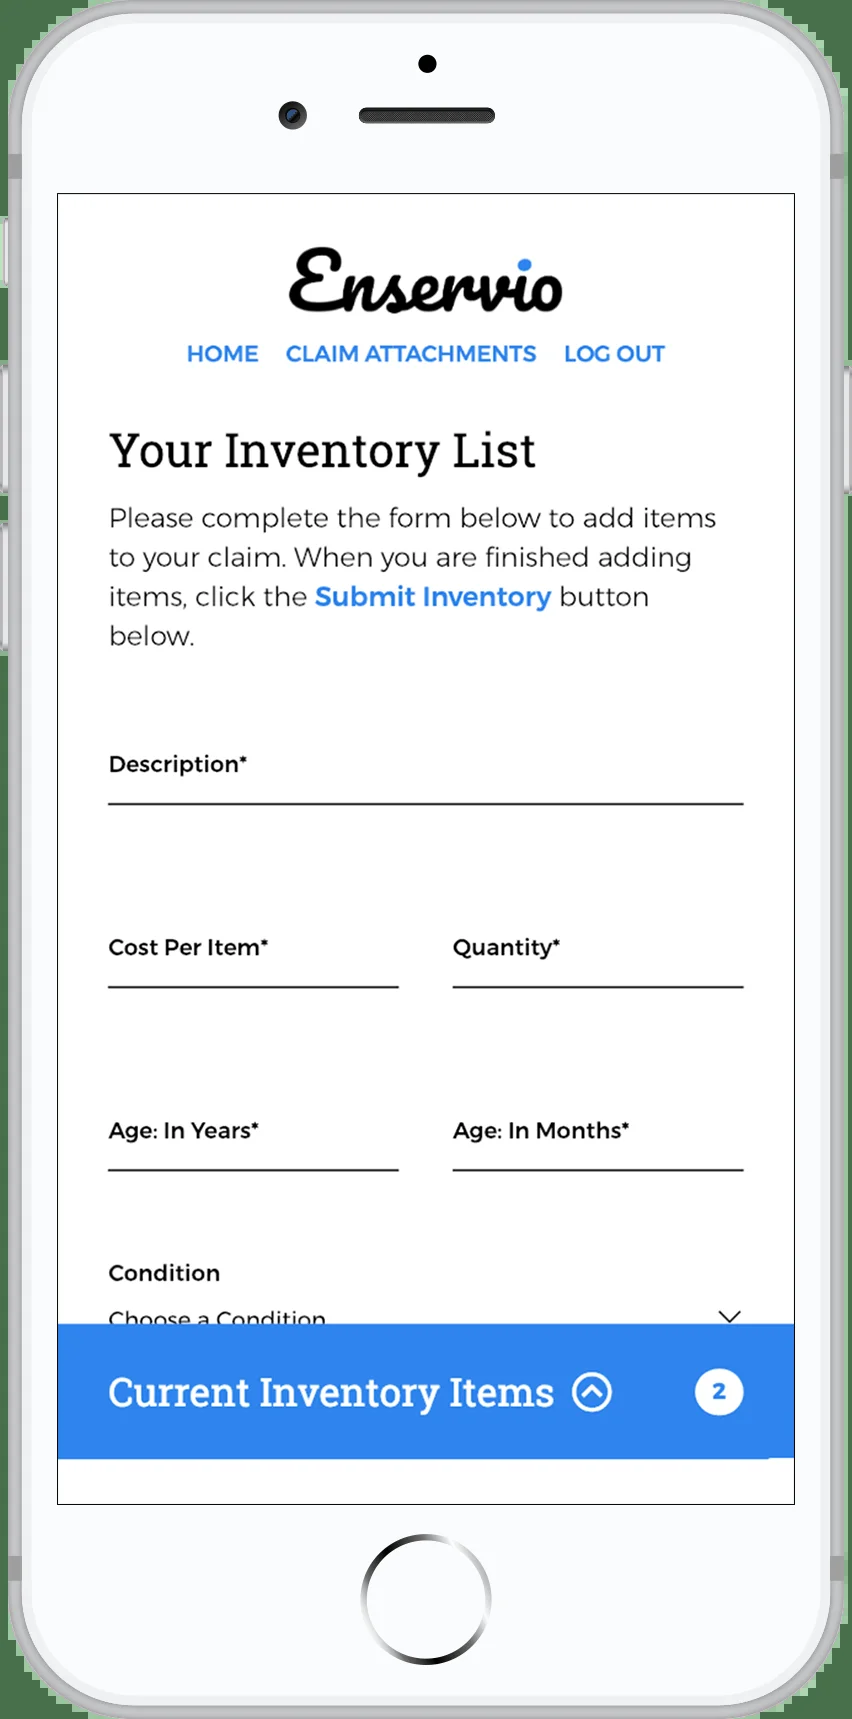 Enservio
HOME CLAIM ATTACHMENTS LOG OUT
Your Inventory List
Please complete the form below to add items
to your claim. When you are finished adding
items, click the Submit Inventory button
below.
Description*
Cost Per Item* Quantity*
Age: In Years* Age: In Months*
Condition
Choose a Condition
Current Inventory Items 2